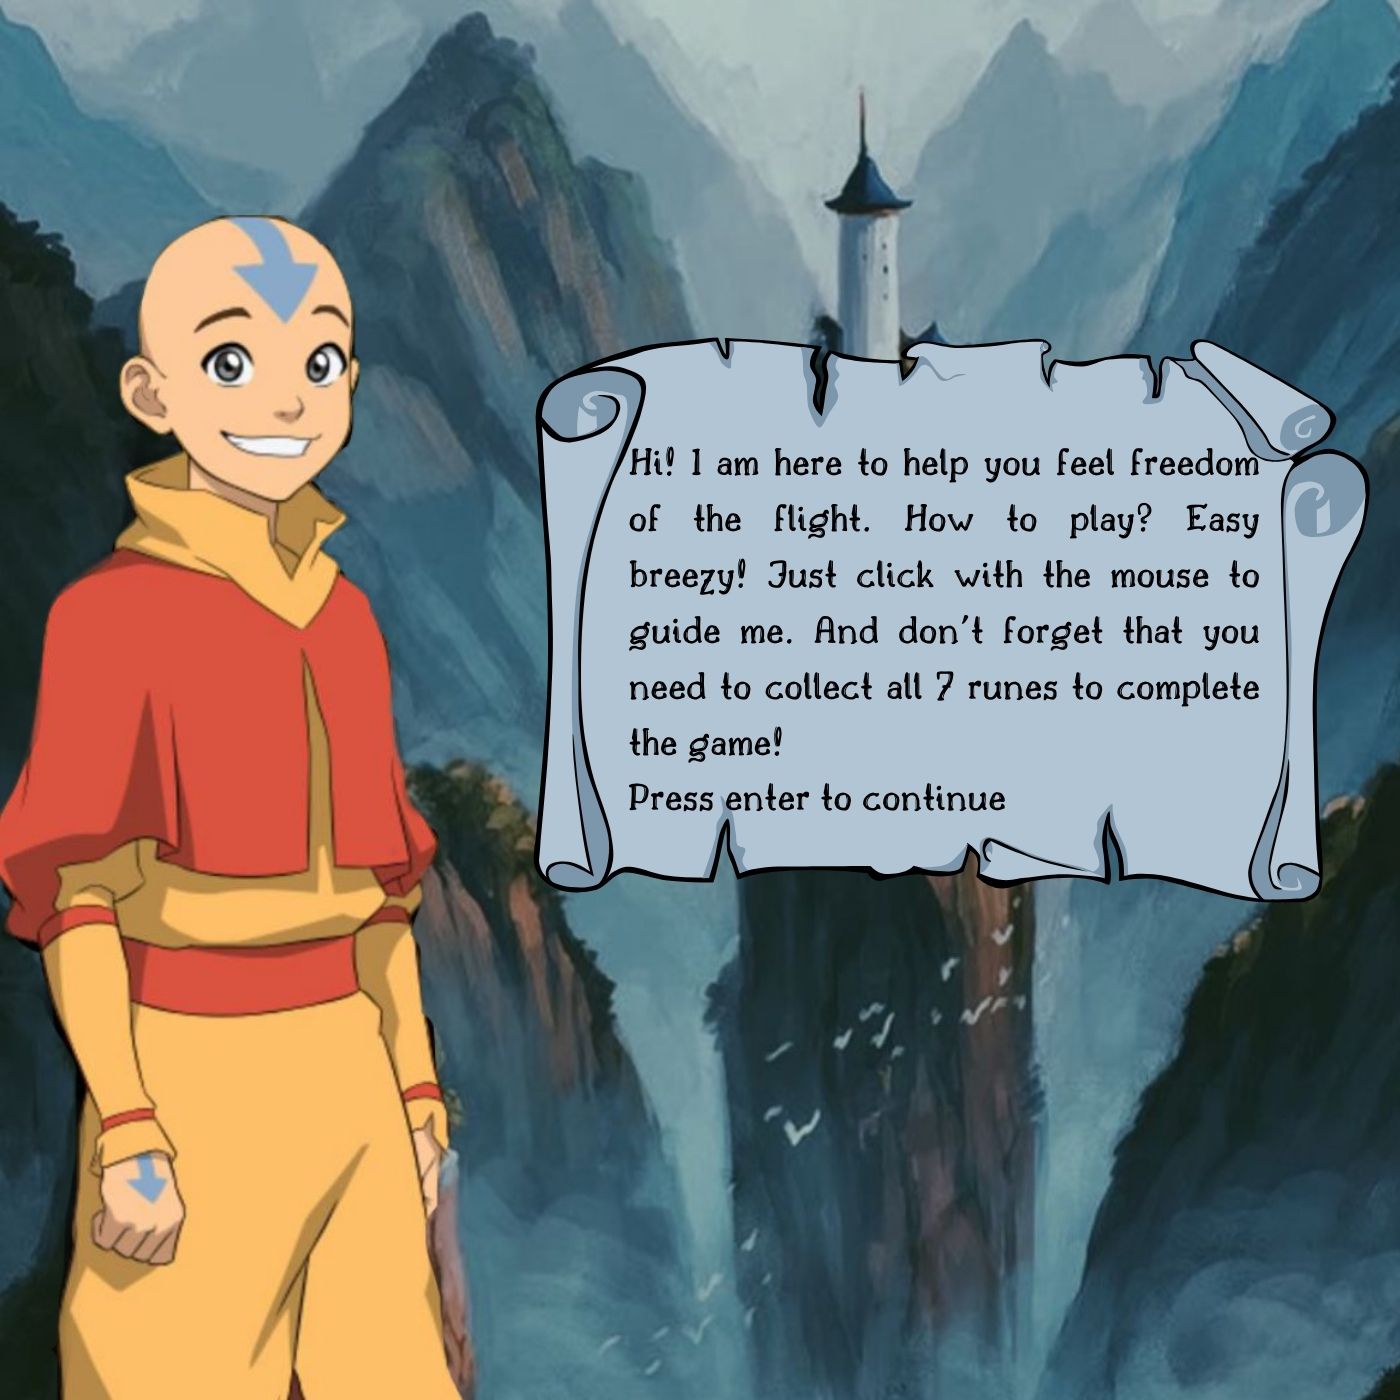 Hi! I am here to help you feel freedom
of the flight. How to play? Easy
breezy! Just click with the mouse to
guide me. And don't forget that you
need to collect all 7 runes to complete
the game!
Press enter to continue